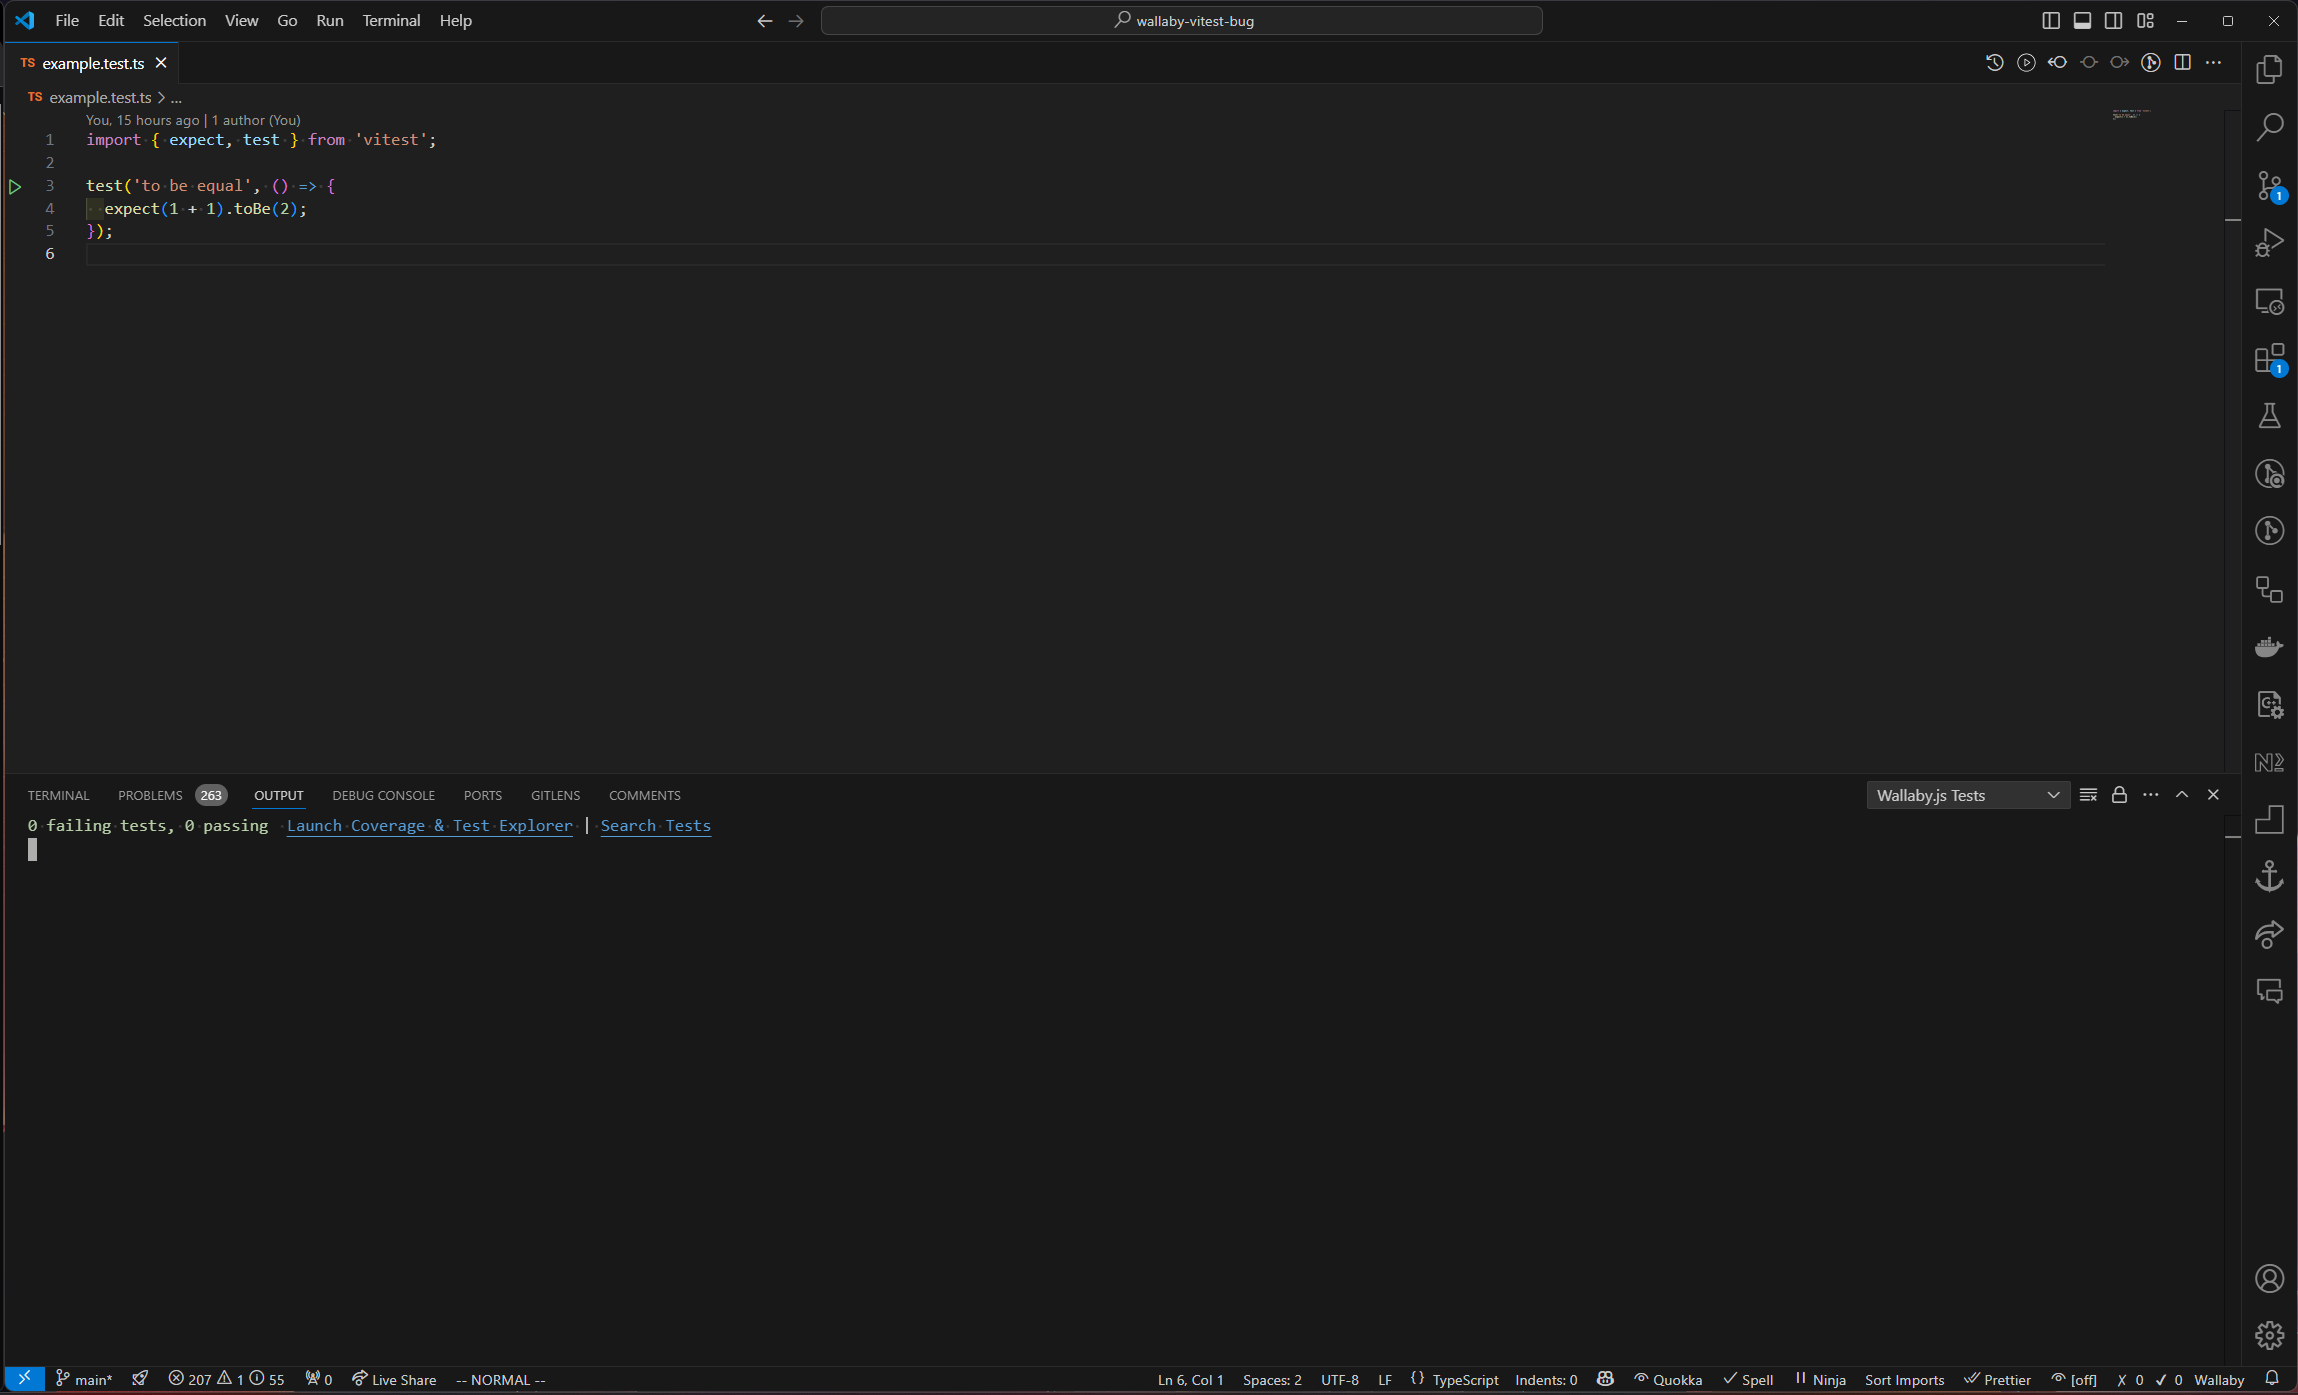 File Edit Selection View Go Run Terminal Help
wallaby-vitest-bug
TS example.test.ts
TS example.test.ts > ...
You, 15 hours ago | 1 author (You)
1 import { expect, test } from 'vitest';
2
3 test('to be equal', () => {
4 expect(1 + 1).toBe(2);
5 });
6
1
1
TERMINAL PROBLEMS 263 OUTPUT DEBUG CONSOLE PORTS GITLENS COMMENTS
Wallaby.js Tests
0 failing tests, 0 passing Launch Coverage & Test Explorer | Search Tests
main* 207 1 55 0 Live Share -- NORMAL --
Ln 6, Col 1 Spaces: 2 UTF-8 LF {} TypeScript Indents: 0 Quokka Spell Ninja Sort Imports Prettier [off] ✗ 0 ✓ 0 Wallaby